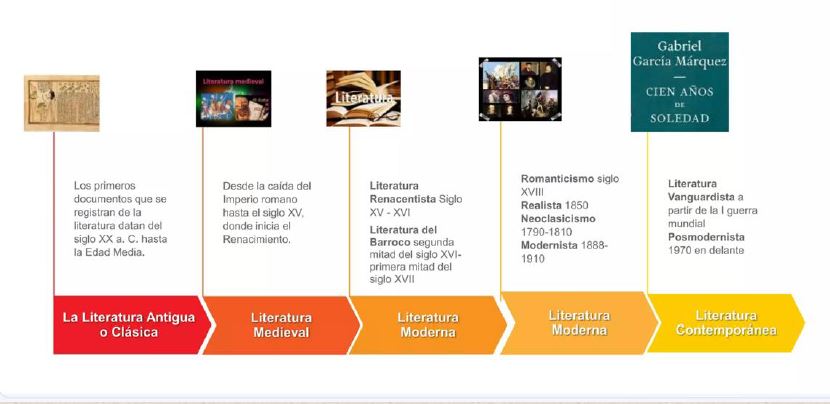 Literatura medieval
Literatura
Gabriel
García Márquez
CIEN AÑOS
DE
SOLEDAD
Los primeros
documentos que se
registran de la
literatura datan del
siglo XX a. C. hasta
la Edad Media.
Desde la caída del
Imperio romano
hasta el siglo XV,
donde inicia el
Renacimiento.
Literatura
Renacentista Siglo
XV - XVI
Literatura del
Barroco segunda
mitad del siglo XVI-
primera mitad del
siglo XVII
Romanticismo siglo
XVIII
Realista 1850
Neoclasicismo
1790-1810
Modernista 1888-
1910
Literatura
Vanguardista a
partir de la I guerra
mundial
Posmodernista
1970 en delante
La Literatura Antigua
o Clásica
Literatura
Medieval
Literatura
Moderna
Literatura
Moderna
Literatura
Contemporánea